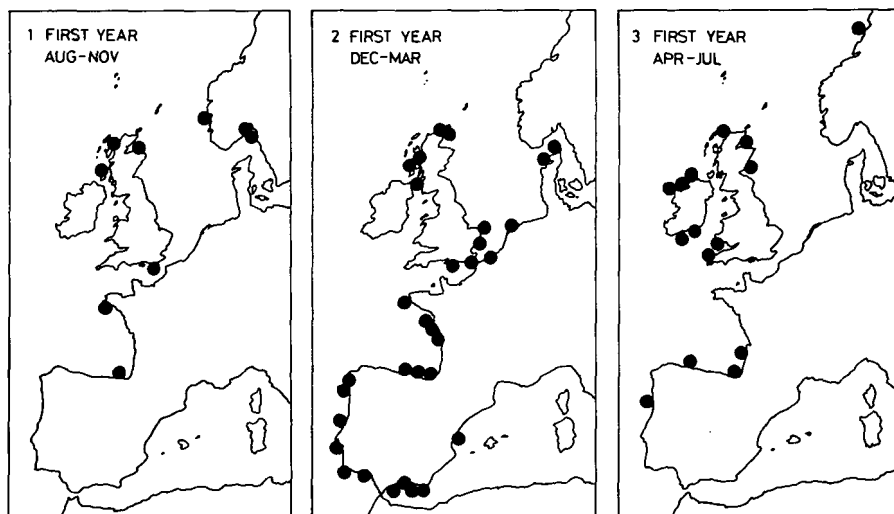 1 FIRST YEAR
AUG-NOV
2 FIRST YEAR
DEC-MAR
3 FIRST YEAR
APR-JUL